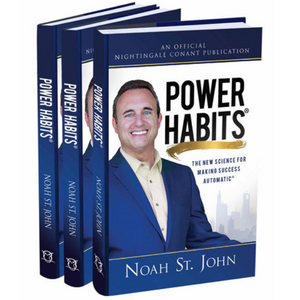 AN OFFICIAL
NIGHTINGALE CONANT PUBLICATION
POWER
HABITS®
THE NEW SCIENCE FOR
MAKING SUCCESS
AUTOMATIC™
NOAH ST. JOHN
POWER HABITS®
NOAH ST. JOHN
POWER HABITS®
NOAH ST. JOHN
POWER HABITS®
NOAH ST. JOHN